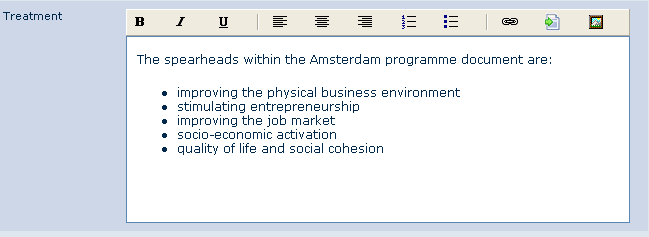 Treatment
B I U
The spearheads within the Amsterdam programme document are:
• improving the physical business environment
• stimulating entrepreneurship
• improving the job market
• socio-economic activation
• quality of life and social cohesion